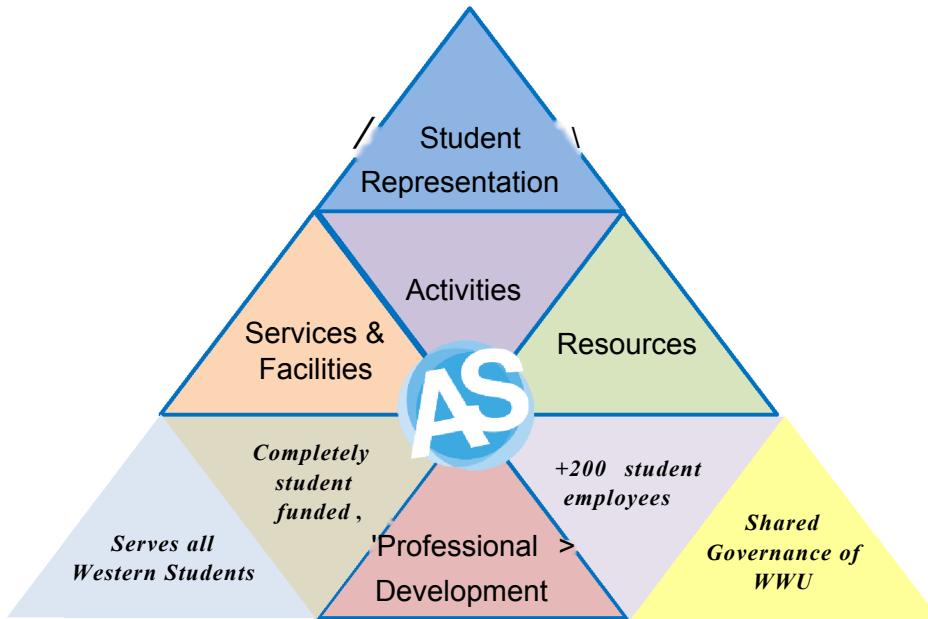 / Student \
Representation
Activities
Services &
Facilities
Resources
AS
Completely
student
funded ,
+200 student
employees
Serves all
Western Students
'Professional >
Development
Shared
Governance of
WWU